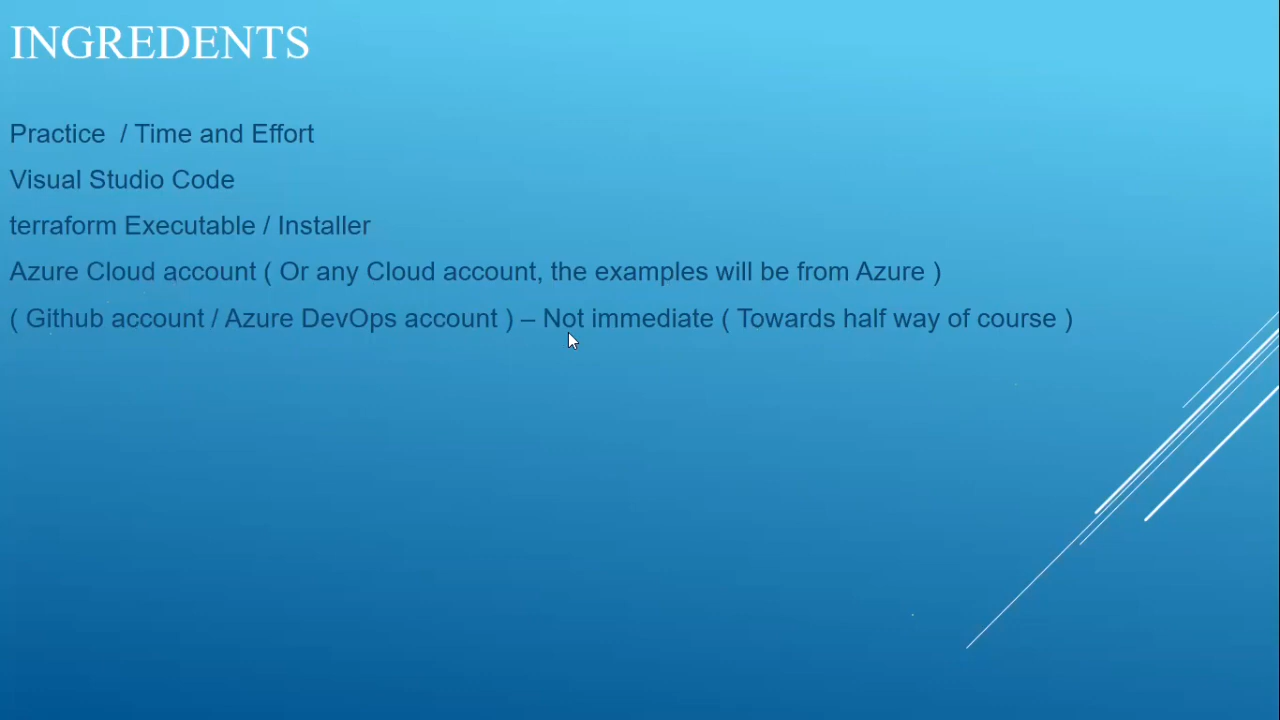 INGREDENTS
Practice  / Time and Effort
Visual Studio Code
terraform Executable / Installer
Azure Cloud account ( Or any Cloud account, the examples will be from Azure )
( Github account / Azure DevOps account ) – Not immediate ( Towards half way of course )